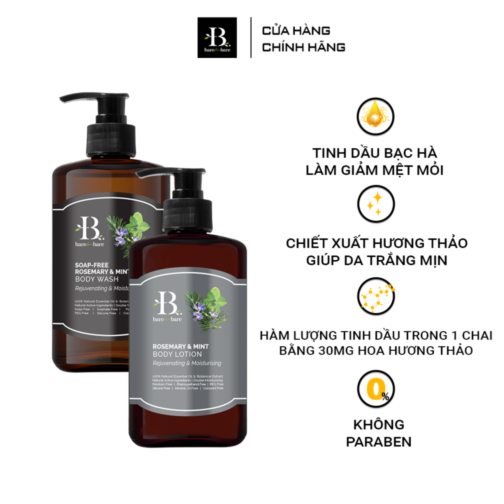 B
bare & bare
CỬA HÀNG
CHÍNH HÃNG
TINH DẦU BẠC HÀ
LÀM GIẢM MỆT MỎI
CHIẾT XUẤT HƯƠNG THẢO
GIÚP DA TRẮNG MỊN
HÀM LƯỢNG TINH DẦU TRONG 1 CHAI
BẰNG 30MG HOA HƯƠNG THẢO
0%
KHÔNG
PARABEN
B
bare & bare
SOAP-FREE
ROSEMARY & MINT
BODY WASH
Rejuvenating &
B
bare & bare
ROSEMARY & MINT
BODY LOTION
Rejuvenating & Moisturising